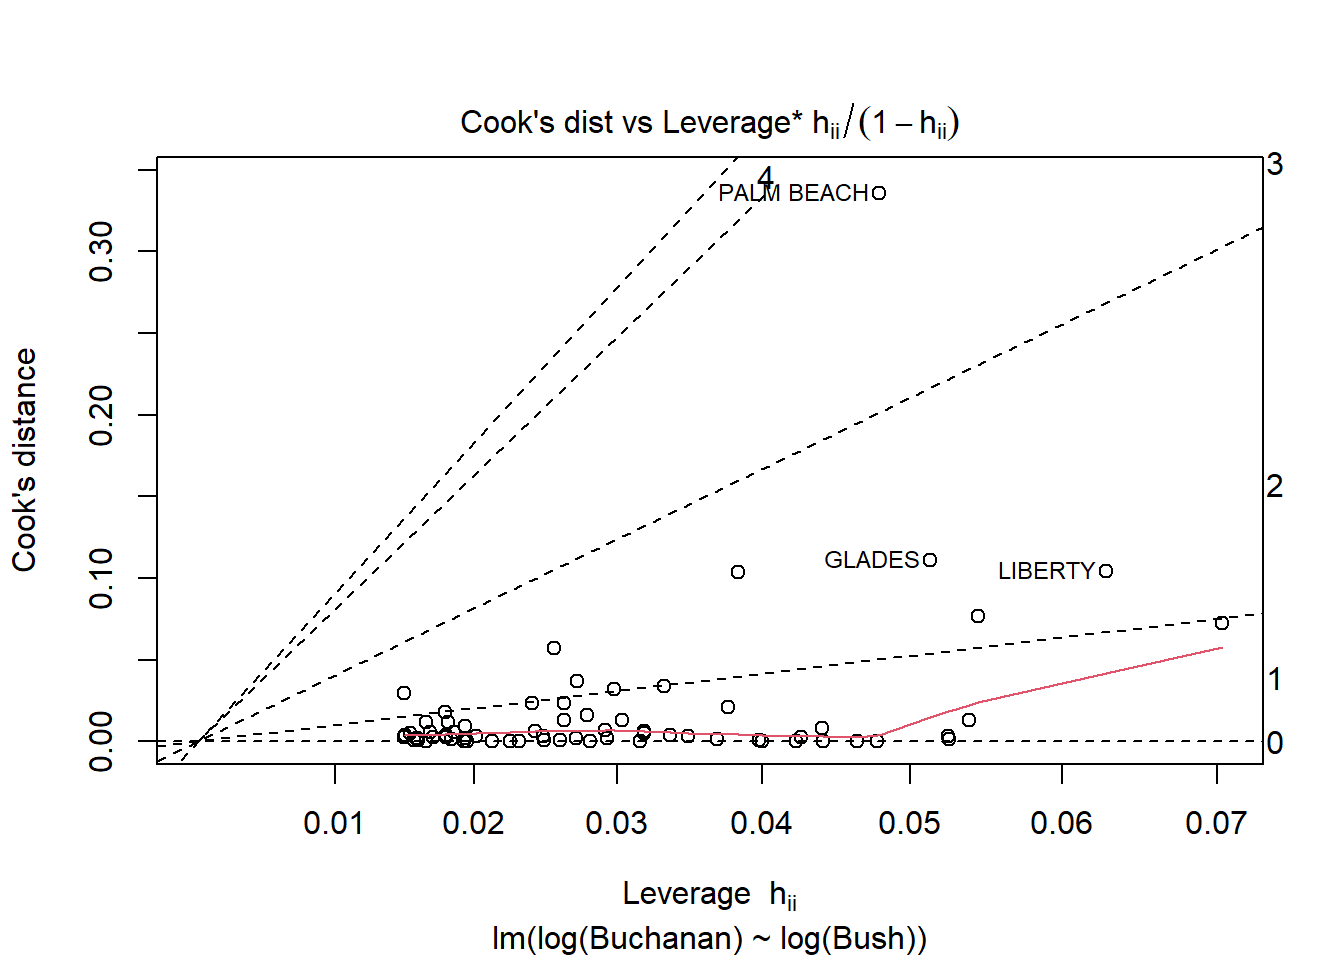 Cook's dist vs Leverage* hᵢᵢ/(1 − hᵢᵢ)
3
4
PALM BEACH
0.30
0.20
2
GLADES
LIBERTY
0.10
1
0.00
0
Cook's distance
0.01 0.02 0.03 0.04 0.05 0.06 0.07
Leverage hᵢᵢ
lm(log(Buchanan) ~ log(Bush))